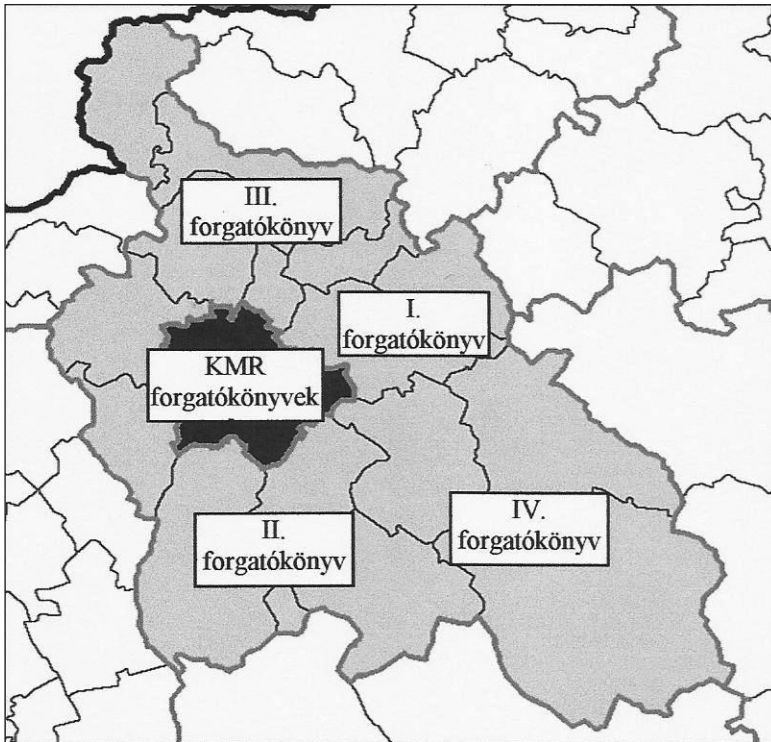 III.
forgatókönyv
I.
forgatókönyv
KMR
forgatókönyvek
II.
forgatókönyv
IV.
forgatókönyv